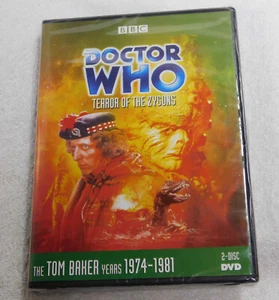 BBC
DOCTOR
WHO
TERROR OF THE ZYGONS
THE TOM BAKER YEARS 1974-1981
2-DISC
DVD